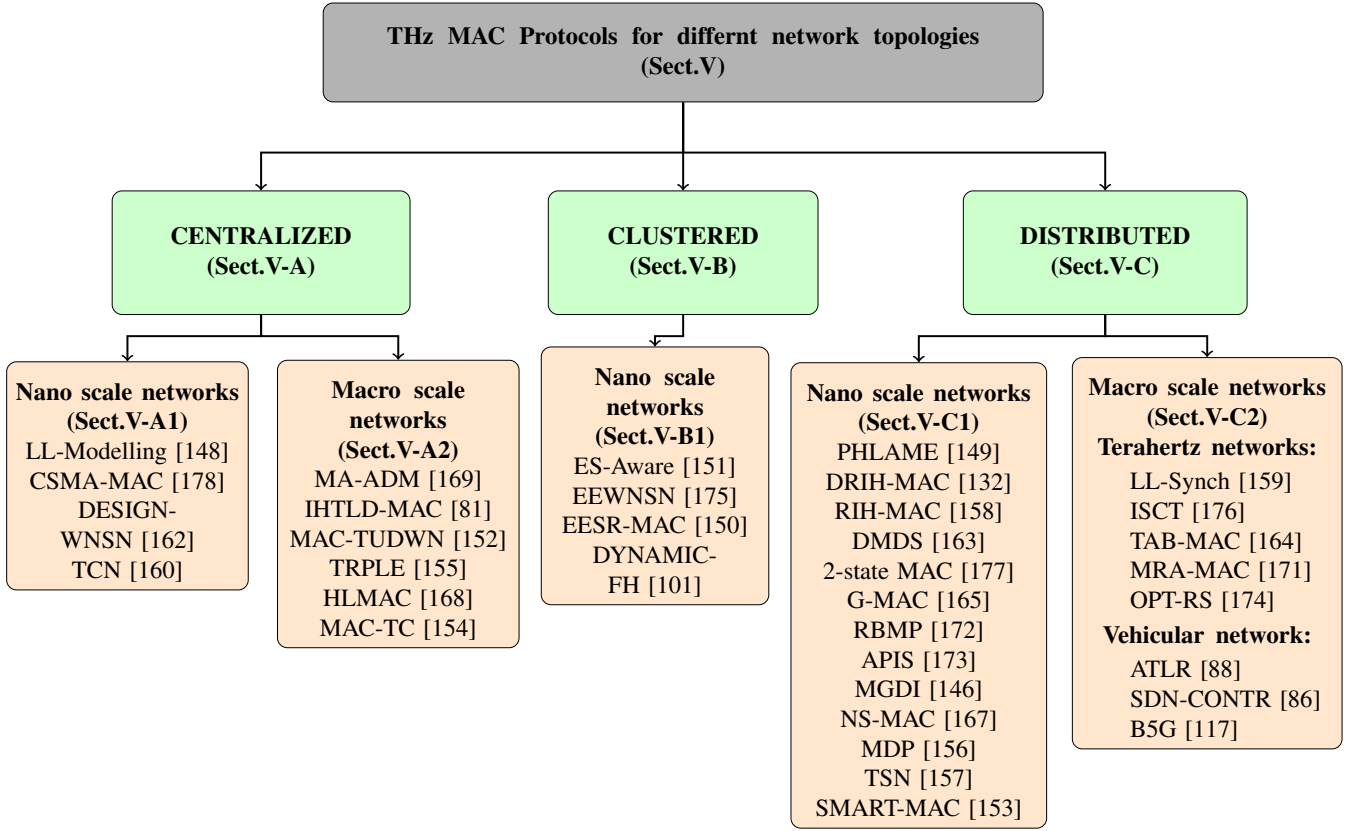 THz MAC Protocols for differnt network topologies
(Sect.V)
CENTRALIZED
(Sect.V-A)
CLUSTERED
(Sect.V-B)
DISTRIBUTED
(Sect.V-C)
Nano scale networks
(Sect.V-A1)
LL-Modelling [148]
CSMA-MAC [178]
DESIGN-
WNSN [162]
TCN [160]
Macro scale
networks
(Sect.V-A2)
MA-ADM [169]
IHTLD-MAC [81]
MAC-TUDWN [152]
TRPLE [155]
HLMAC [168]
MAC-TC [154]
Nano scale
networks
(Sect.V-B1)
ES-Aware [151]
EEWNSN [175]
EESR-MAC [150]
DYNAMIC-
FH [101]
Nano scale networks
(Sect.V-C1)
PHLAME [149]
DRIH-MAC [132]
RIH-MAC [158]
DMDS [163]
2-state MAC [177]
G-MAC [165]
RBMP [172]
APIS [173]
MGDI [146]
NS-MAC [167]
MDP [156]
TSN [157]
SMART-MAC [153]
Macro scale networks
(Sect.V-C2)
Terahertz networks:
LL-Synch [159]
ISCT [176]
TAB-MAC [164]
MRA-MAC [171]
OPT-RS [174]
Vehicular network:
ATLR [88]
SDN-CONTR [86]
B5G [117]